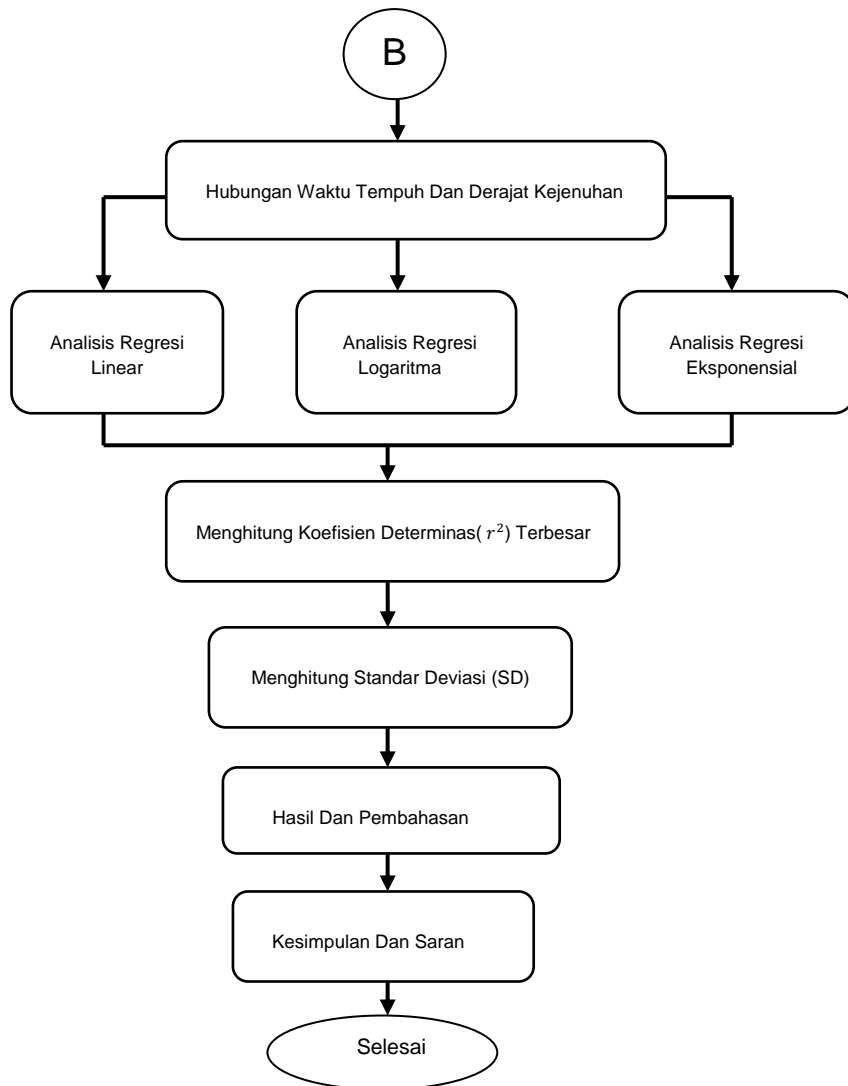 B
Hubungan Waktu Tempuh Dan Derajat Kejenuhan
Analisis Regresi
Linear
Analisis Regresi
Logaritma
Analisis Regresi
Eksponensial
Menghitung Koefisien Determinas( r²) Terbesar
Menghitung Standar Deviasi (SD)
Hasil Dan Pembahasan
Kesimpulan Dan Saran
Selesai